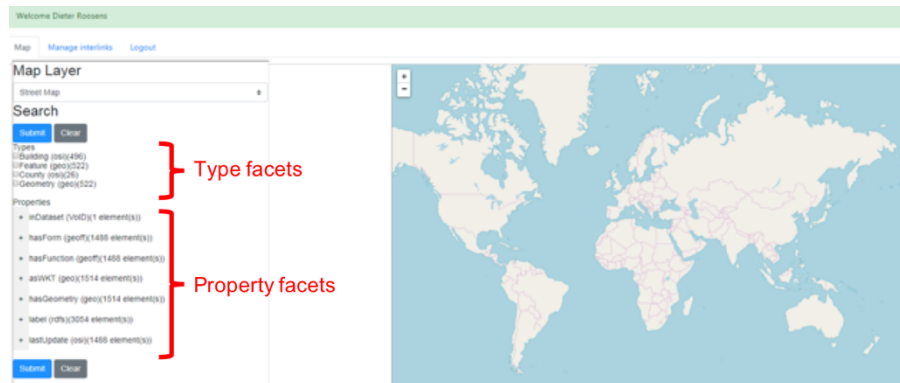 Welcome Dieter Roosens
Map Manage interlinks Logout
Map Layer
Street Map
Search
Submit Clear
Types
Building (osi)(496)
Feature (geo)(522)
County (osi)(26)
Geometry (geo)(522)
Type facets
Properties
+ inDataset (VoID)(1 element(s))
+ hasForm (geoff)(1488 element(s))
+ hasFunction (geoff)(1488 element(s))
+ asWKT (geo)(1514 element(s))
+ hasGeometry (geo)(1514 element(s))
+ label (rdfs)(3054 element(s))
+ lastUpdate (osi)(1488 element(s))
Property facets
Submit Clear
+
-